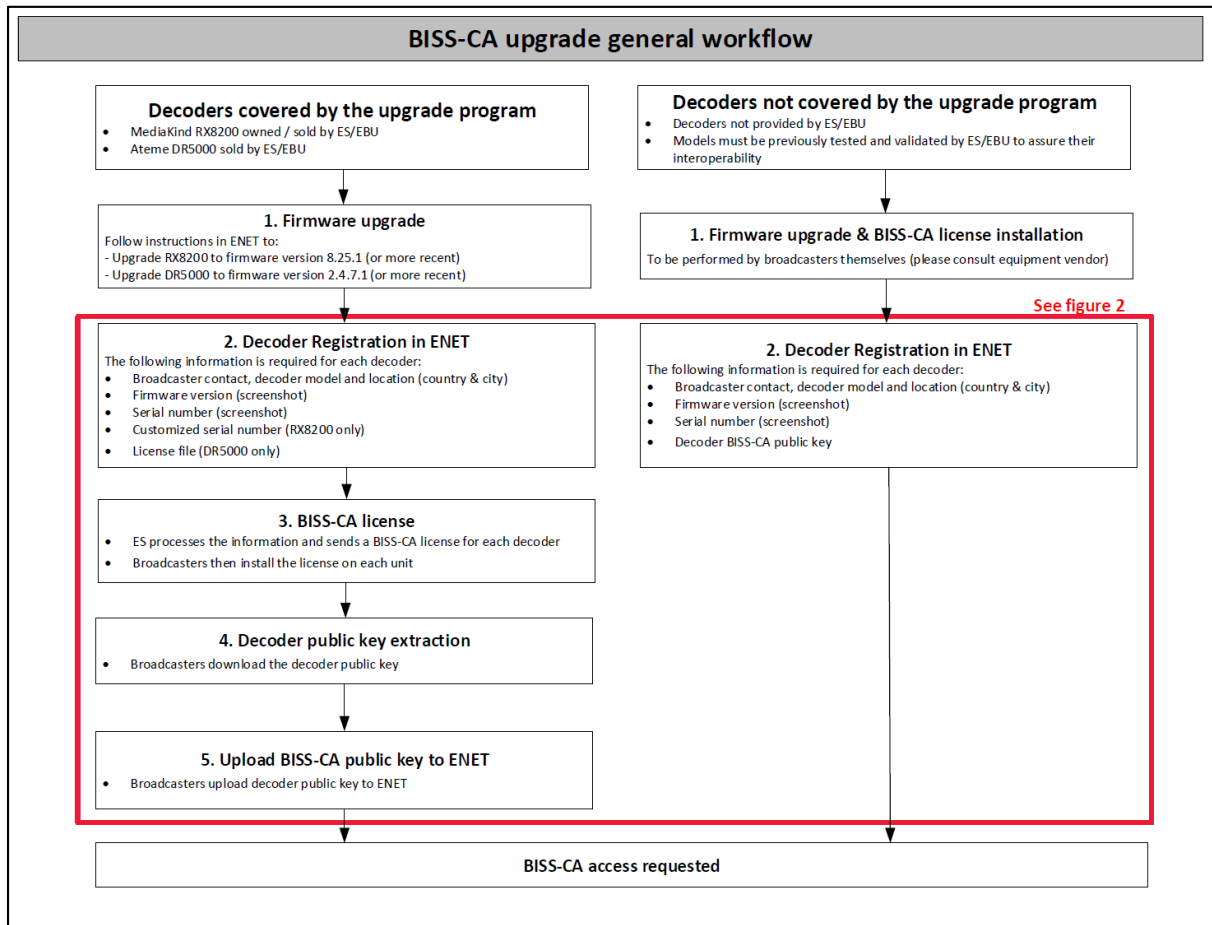 BISS-CA upgrade general workflow
Decoders covered by the upgrade program
• MediaKind RX8200 owned / sold by ES/EBU
• Ateme DR5000 sold by ES/EBU
Decoders not covered by the upgrade program
• Decoders not provided by ES/EBU
• Models must be previously tested and validated by ES/EBU to assure their
interoperability
1. Firmware upgrade
Follow instructions in ENET to:
- Upgrade RX8200 to firmware version 8.25.1 (or more recent)
- Upgrade DR5000 to firmware version 2.4.7.1 (or more recent)
1. Firmware upgrade & BISS-CA license installation
To be performed by broadcasters themselves (please consult equipment vendor)
See figure 2
2. Decoder Registration in ENET
The following information is required for each decoder:
• Broadcaster contact, decoder model and location (country & city)
• Firmware version (screenshot)
• Serial number (screenshot)
• Customized serial number (RX8200 only)
• License file (DR5000 only)
2. Decoder Registration in ENET
The following information is required for each decoder:
• Broadcaster contact, decoder model and location (country & city)
• Firmware version (screenshot)
• Serial number (screenshot)
• Decoder BISS-CA public key
3. BISS-CA license
• ES processes the information and sends a BISS-CA license for each decoder
• Broadcasters then install the license on each unit
4. Decoder public key extraction
• Broadcasters download the decoder public key
5. Upload BISS-CA public key to ENET
• Broadcasters upload decoder public key to ENET
BISS-CA access requested